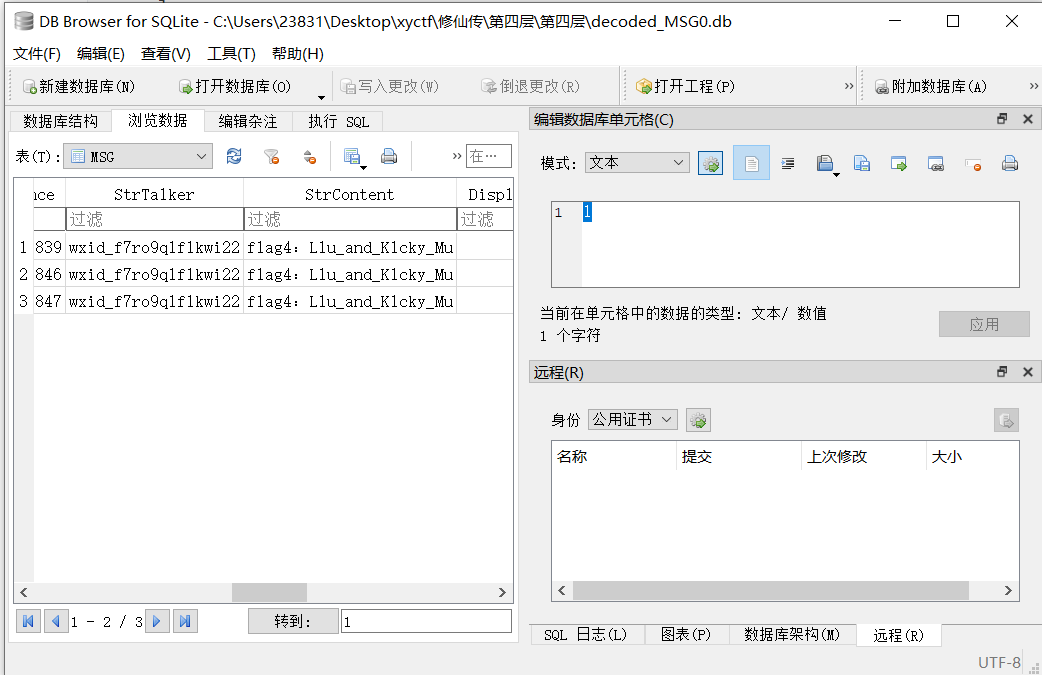 DB Browser for SQLite - C:\Users\23831\Desktop\xyctf\修仙传\第四层\第四层\decoded_MSG0.db
文件(F) 编辑(E) 查看(V) 工具(T) 帮助(H)
新建数据库(N) 打开数据库(O) 写入更改(W) 倒退更改(R) 打开工程(P) » 附加数据库(A) »
数据库结构 浏览数据 编辑杂注 执行 SQL
表(T): MSG » 在…
nce StrTalker StrContent Displ
过滤 过滤 过滤
1 839 wxid_f7ro9qlflkwi22 flag4：Llu_and_Klcky_Mu
2 846 wxid_f7ro9qlflkwi22 flag4：Llu_and_Klcky_Mu
3 847 wxid_f7ro9qlflkwi22 flag4：Llu_and_Klcky_Mu
1 - 2 / 3 转到: 1
编辑数据库单元格(C)
模式: 文本
1 1
当前在单元格中的数据的类型: 文本/ 数值
1 个字符
应用
远程(R)
身份 公用证书
名称 提交 上次修改 大小
SQL 日志(L) 图表(P) 数据库架构(M) 远程(R)
UTF-8